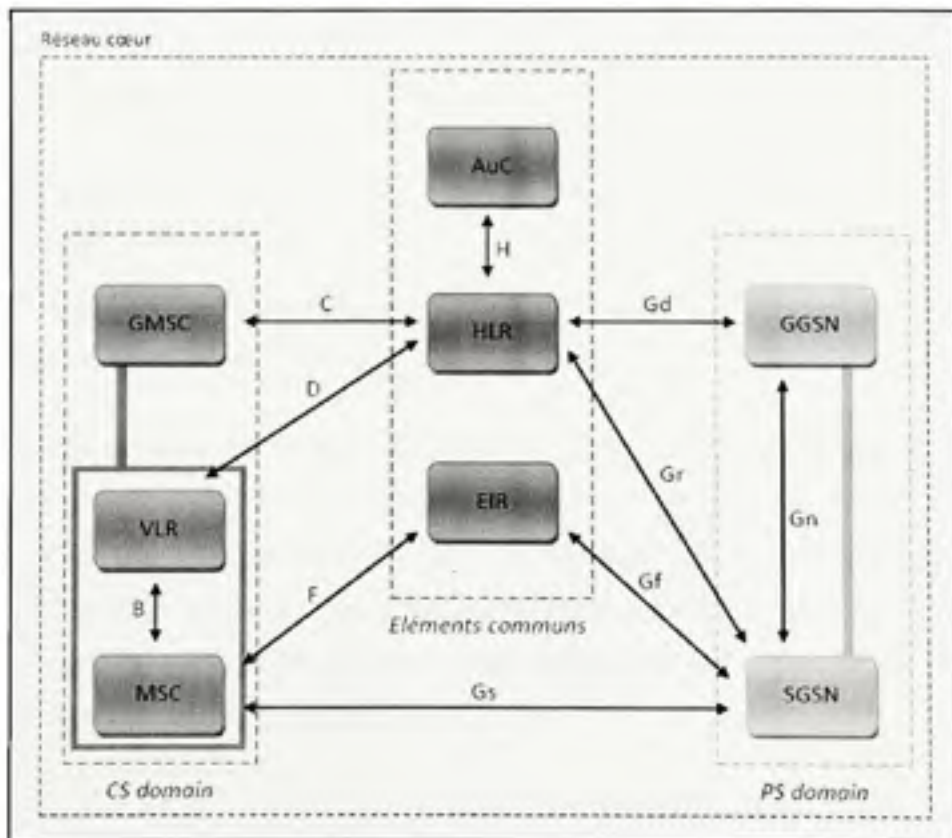 Réseau cœur
AuC
H
GMSC
C
HLR
Gd
GGSN
D
Gr
VLR
EIR
Gn
B
F
Gf
Eléments communs
MSC
Gs
SGSN
CS domain
PS domain